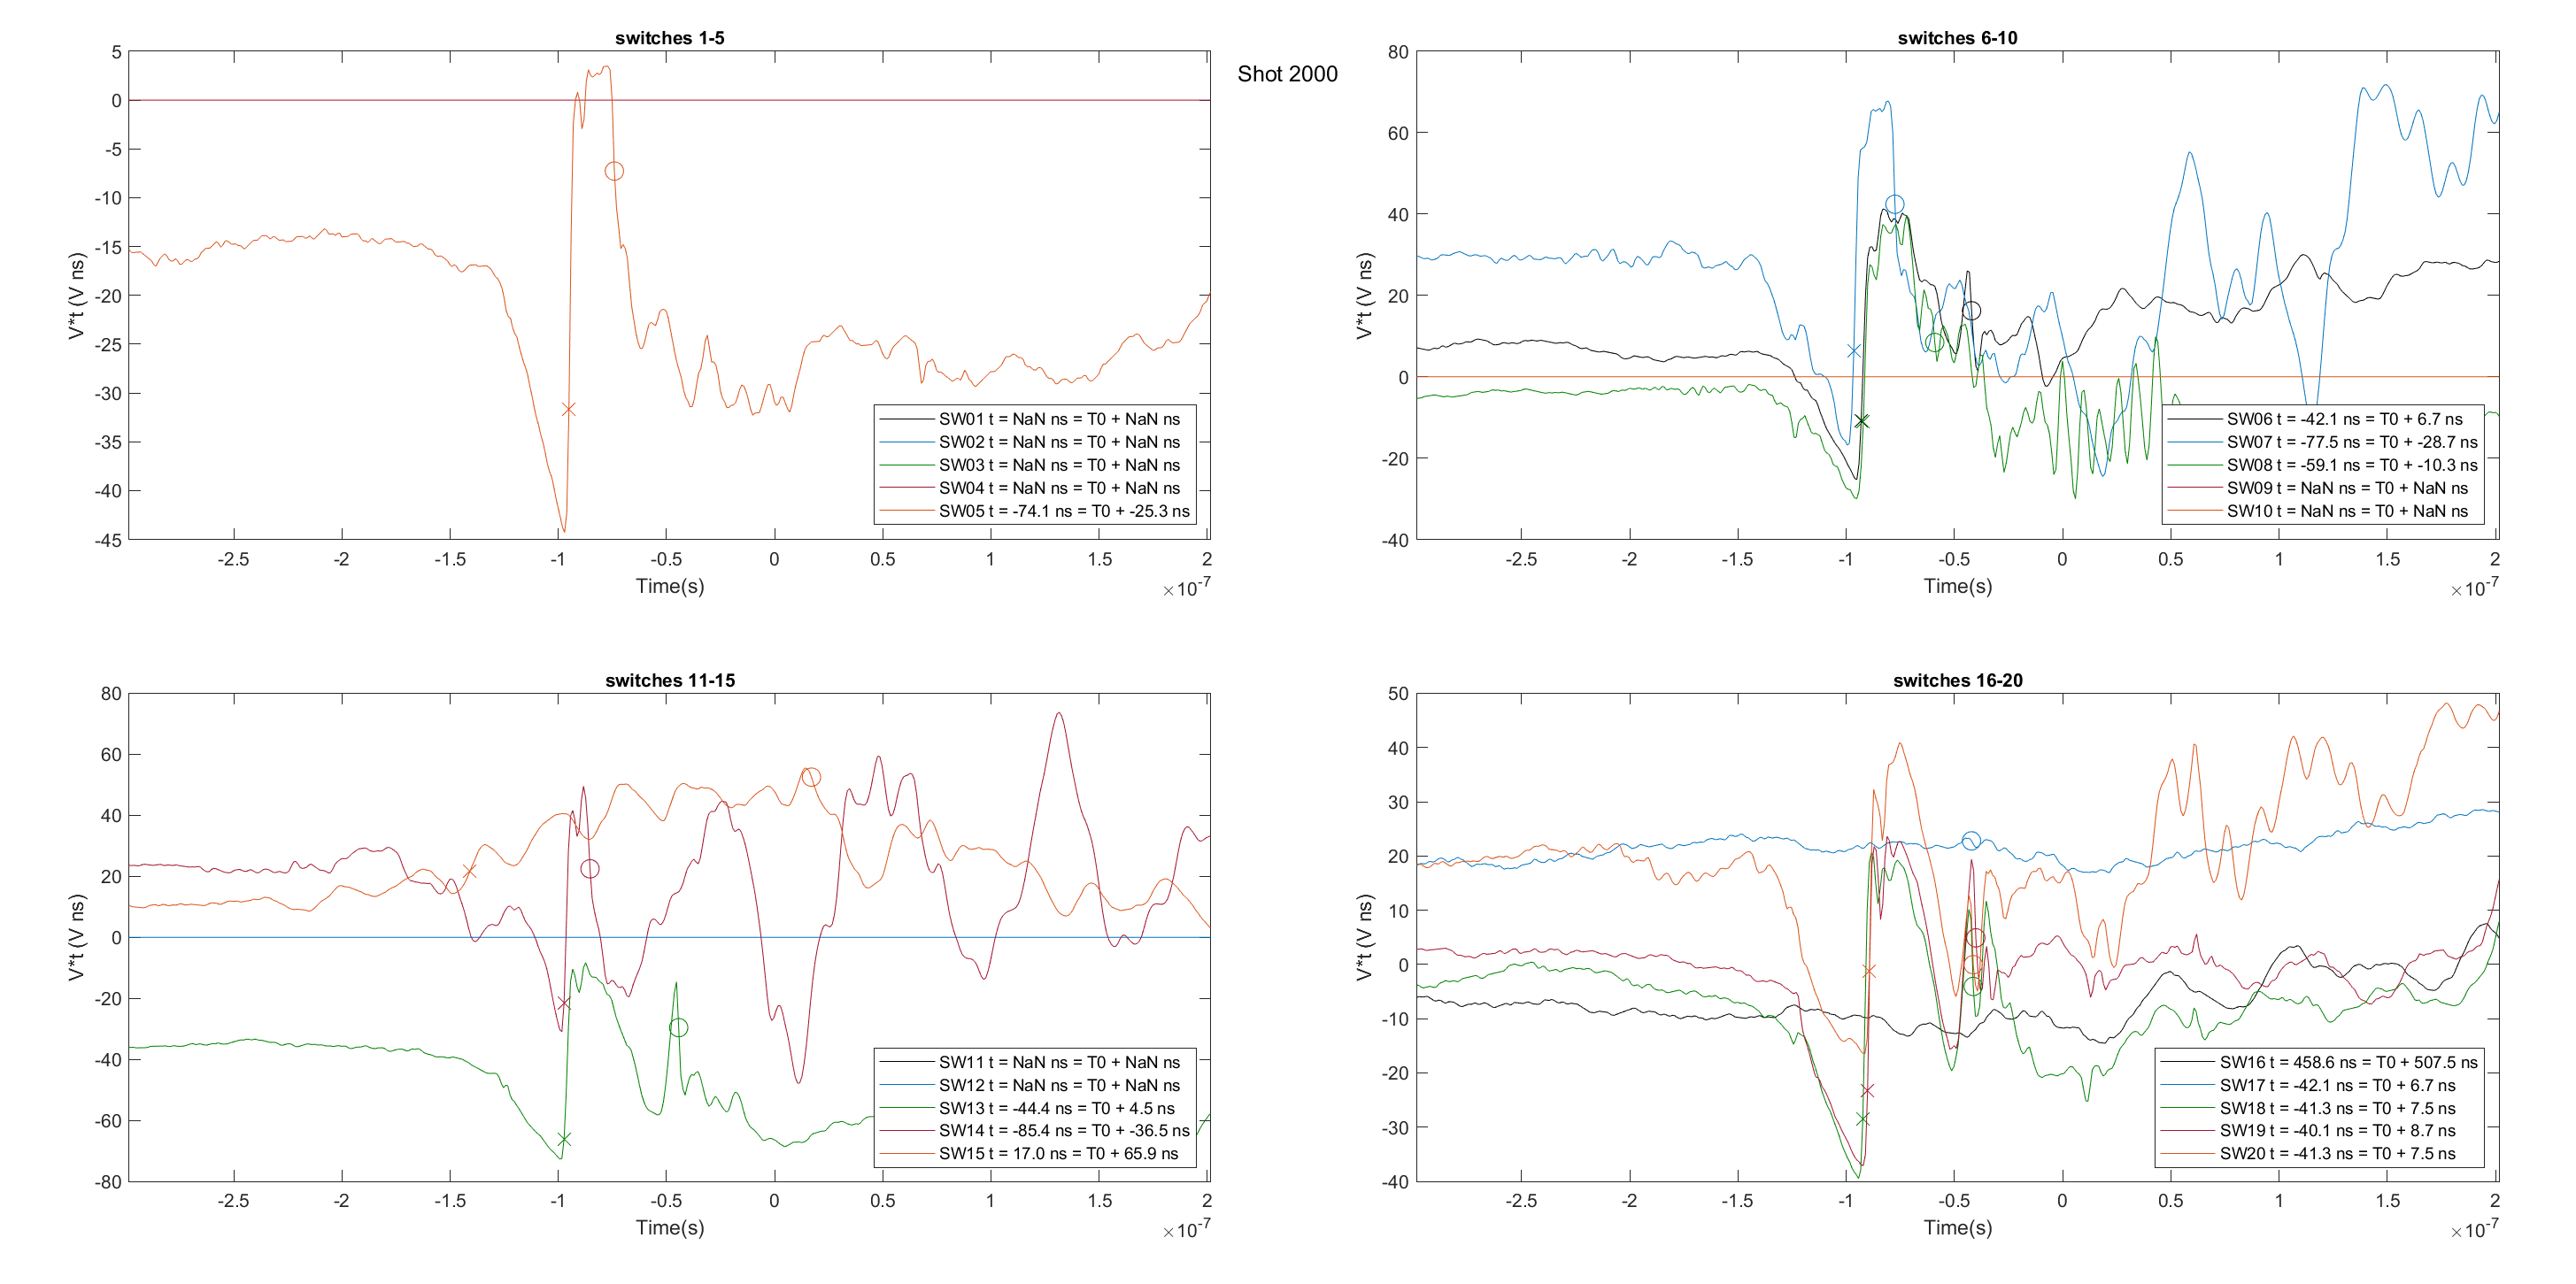 switches 1-5
5
0
-5
-10
-15
-20
-25
-30
-35
-40
-45
V*t (V ns)
-2.5 -2 -1.5 -1 -0.5 0 0.5 1 1.5 2
Time(s)
×10-7
SW01 t = NaN ns = T0 + NaN ns
SW02 t = NaN ns = T0 + NaN ns
SW03 t = NaN ns = T0 + NaN ns
SW04 t = NaN ns = T0 + NaN ns
SW05 t = -74.1 ns = T0 + -25.3 ns
Shot 2000
switches 6-10
80
60
40
20
0
-20
-40
V*t (V ns)
-2.5 -2 -1.5 -1 -0.5 0 0.5 1 1.5 2
Time(s)
×10-7
SW06 t = -42.1 ns = T0 + 6.7 ns
SW07 t = -77.5 ns = T0 + -28.7 ns
SW08 t = -59.1 ns = T0 + -10.3 ns
SW09 t = NaN ns = T0 + NaN ns
SW10 t = NaN ns = T0 + NaN ns
switches 11-15
80
60
40
20
0
-20
-40
-60
-80
V*t (V ns)
-2.5 -2 -1.5 -1 -0.5 0 0.5 1 1.5 2
Time(s)
×10-7
SW11 t = NaN ns = T0 + NaN ns
SW12 t = NaN ns = T0 + NaN ns
SW13 t = -44.4 ns = T0 + 4.5 ns
SW14 t = -85.4 ns = T0 + -36.5 ns
SW15 t = 17.0 ns = T0 + 65.9 ns
switches 16-20
50
40
30
20
10
0
-10
-20
-30
-40
V*t (V ns)
-2.5 -2 -1.5 -1 -0.5 0 0.5 1 1.5 2
Time(s)
×10-7
SW16 t = 458.6 ns = T0 + 507.5 ns
SW17 t = -42.1 ns = T0 + 6.7 ns
SW18 t = -41.3 ns = T0 + 7.5 ns
SW19 t = -40.1 ns = T0 + 8.7 ns
SW20 t = -41.3 ns = T0 + 7.5 ns